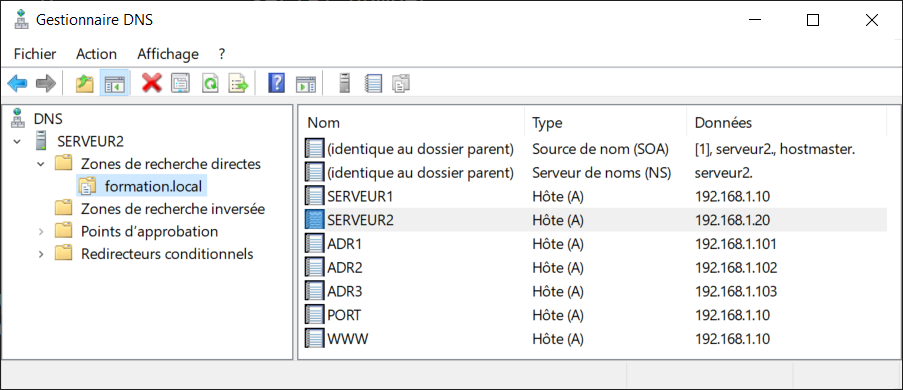 Gestionnaire DNS
Fichier Action Affichage ?
DNS
SERVEUR2
Zones de recherche directes
formation.local
Zones de recherche inversée
Points d'approbation
Redirecteurs conditionnels
Nom Type Données
(identique au dossier parent) Source de nom (SOA) [1], serveur2., hostmaster.
(identique au dossier parent) Serveur de noms (NS) serveur2.
SERVEUR1 Hôte (A) 192.168.1.10
SERVEUR2 Hôte (A) 192.168.1.20
ADR1 Hôte (A) 192.168.1.101
ADR2 Hôte (A) 192.168.1.102
ADR3 Hôte (A) 192.168.1.103
PORT Hôte (A) 192.168.1.10
WWW Hôte (A) 192.168.1.10